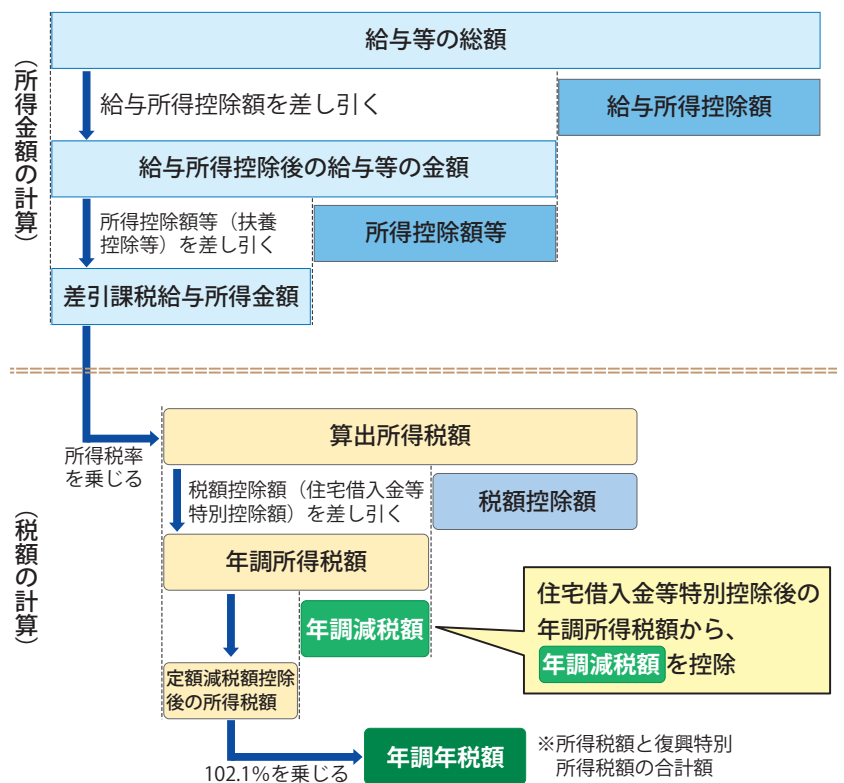 (所得金額の計算)
給与等の総額
給与所得控除額を差し引く
給与所得控除額
給与所得控除後の給与等の金額
所得控除額等（扶養
控除等）を差し引く
所得控除額等
差引課税給与所得金額
所得税率
を乗じる
(税額の計算)
算出所得税額
税額控除額（住宅借入金等
特別控除額）を差し引く
税額控除額
年調所得税額
年調減税額
住宅借入金等特別控除後の
年調所得税額から、
年調減税額を控除
定額減税額控除
後の所得税額
102.1%を乗じる
年調年税額
※所得税額と復興特別
所得税額の合計額